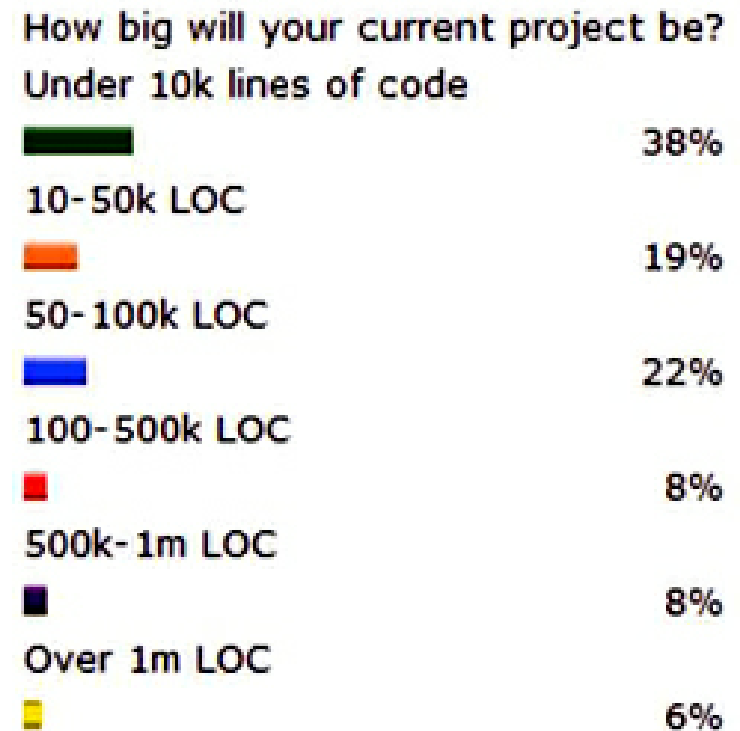 How big will your current project be?
Under 10k lines of code
38%
10-50k LOC
19%
50-100k LOC
22%
100-500k LOC
8%
500k-1m LOC
8%
Over 1m LOC
6%